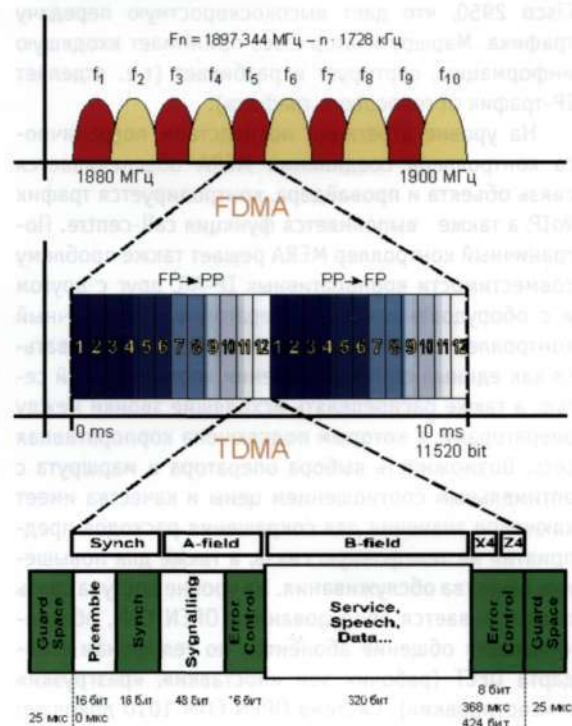 Fn = 1897,344 МГц – n · 1728 кГц
f1 f2 f3 f4 f5 f6 f7 f8 f9 f10
1880 МГц 1900 МГц
FDMA
FP→PP PP→FP
1 2 3 4 5 6 7 8 9 10 11 12 1 2 3 4 5 6 7 8 9 10 11 12
0 ms 10 ms
11520 bit
TDMA
Synch A-field B-field X4 Z4
Guard Space Preamble Synch Sygnalling Error Control Service, Speech, Data... Error Control Guard Space
16 бит 16 бит 48 бит 16 бит 320 бит 8 бит
25 мкс 0 мкс 368 мкс 25 мкс
424 бит